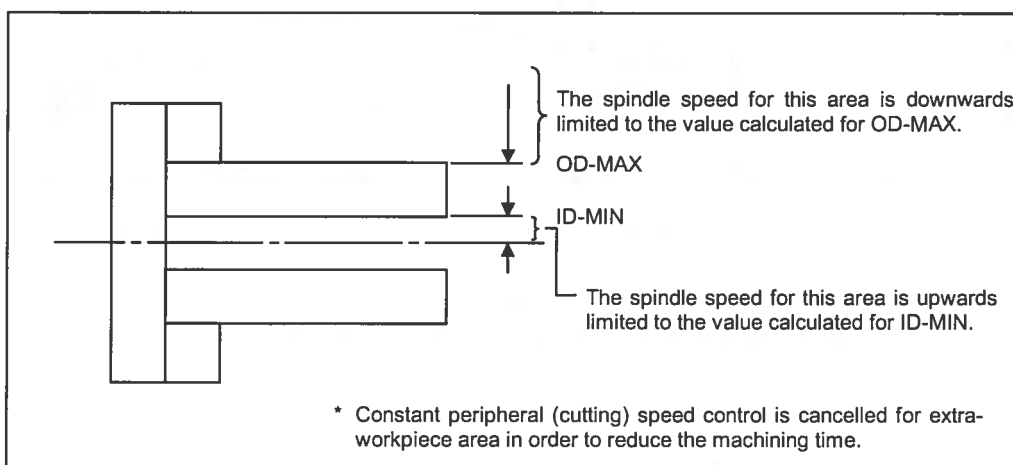 The spindle speed for this area is downwards
limited to the value calculated for OD-MAX.
OD-MAX
ID-MIN
The spindle speed for this area is upwards
limited to the value calculated for ID-MIN.
* Constant peripheral (cutting) speed control is cancelled for extra-
workpiece area in order to reduce the machining time.